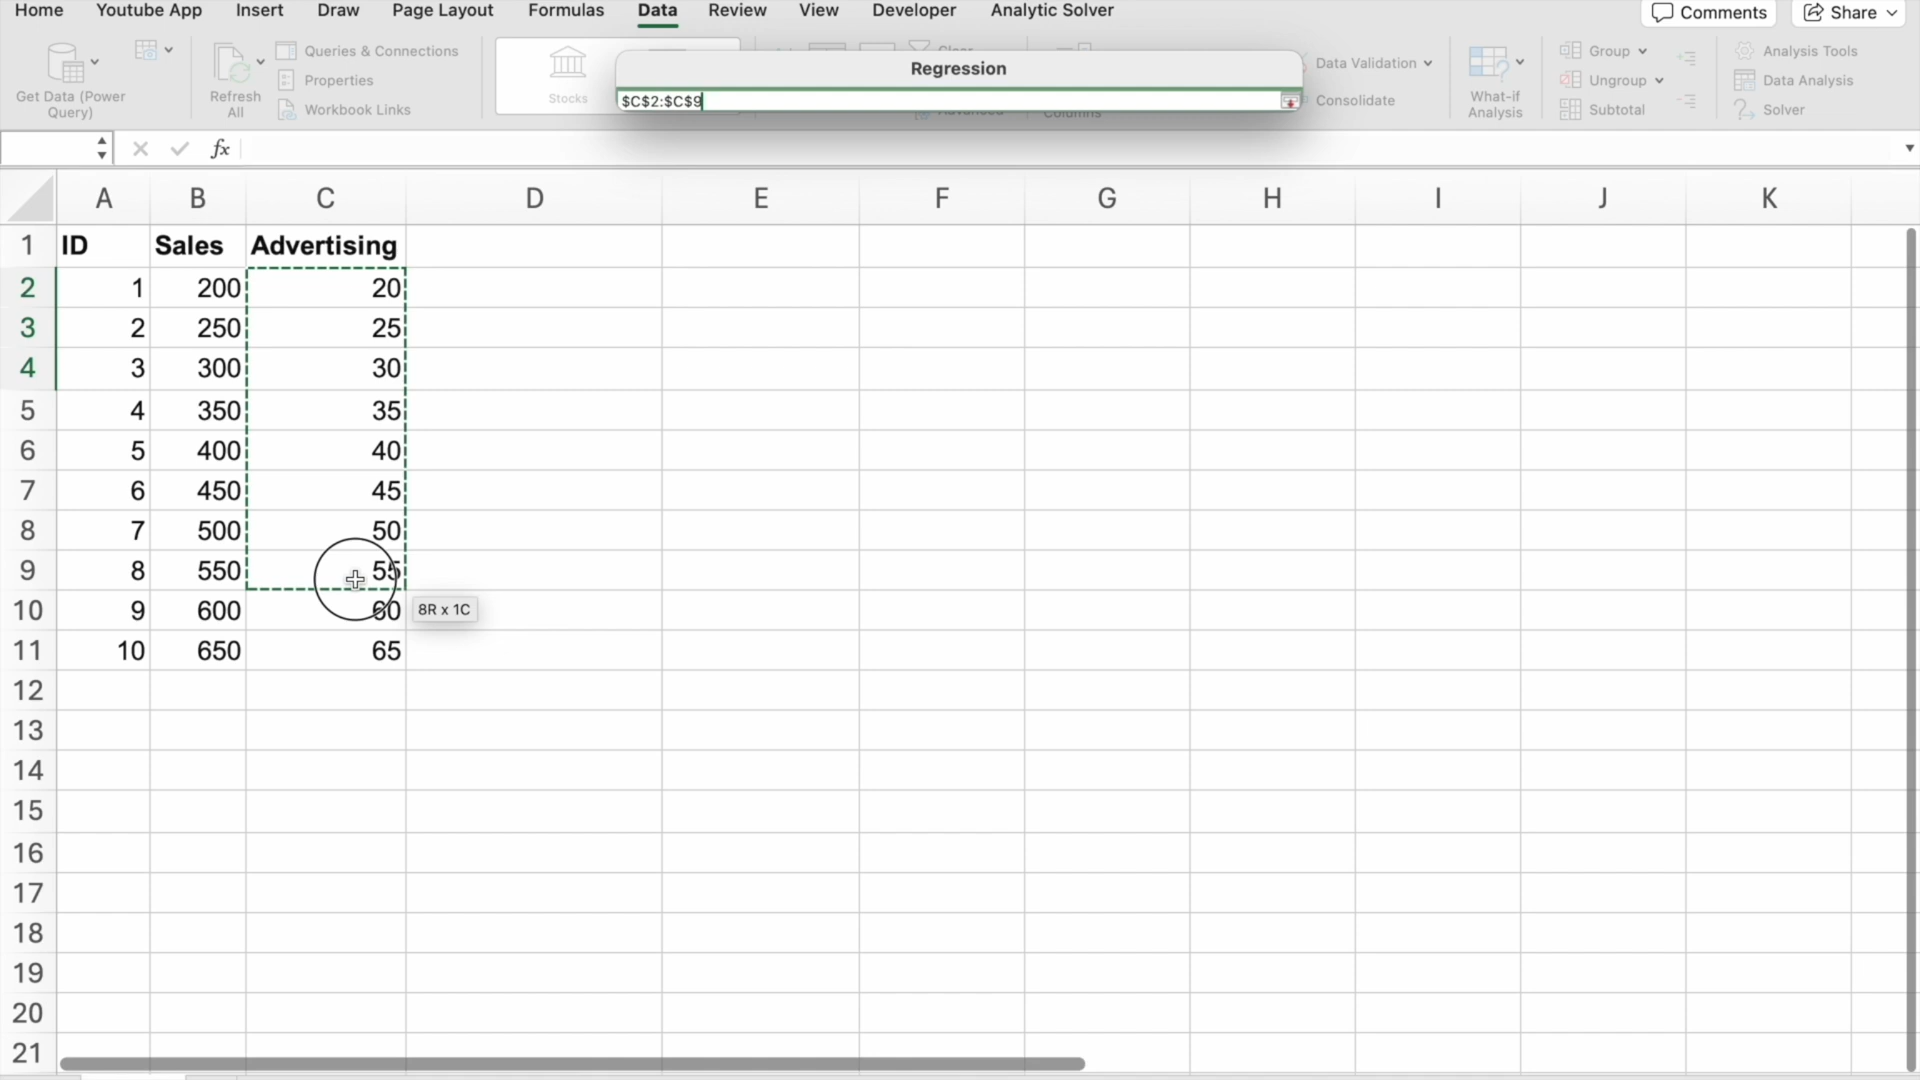 Home Youtube App Insert Draw Page Layout Formulas Data Review View Developer Analytic Solver Comments Share
Get Data (Power Query)
Refresh All
Queries & Connections
Properties
Workbook Links
Stocks
Regression
$C$2:$C$9
Clear
Advanced
Columns
Data Validation
Consolidate
What-if Analysis
Group
Ungroup
Subtotal
Analysis Tools
Data Analysis
Solver
fx
A B C D E F G H I J K
1 ID Sales Advertising
2 1 200 20
3 2 250 25
4 3 300 30
5 4 350 35
6 5 400 40
7 6 450 45
8 7 500 50
9 8 550 55
10 9 600 60 8R x 1C
11 10 650 65
12
13
14
15
16
17
18
19
20
21